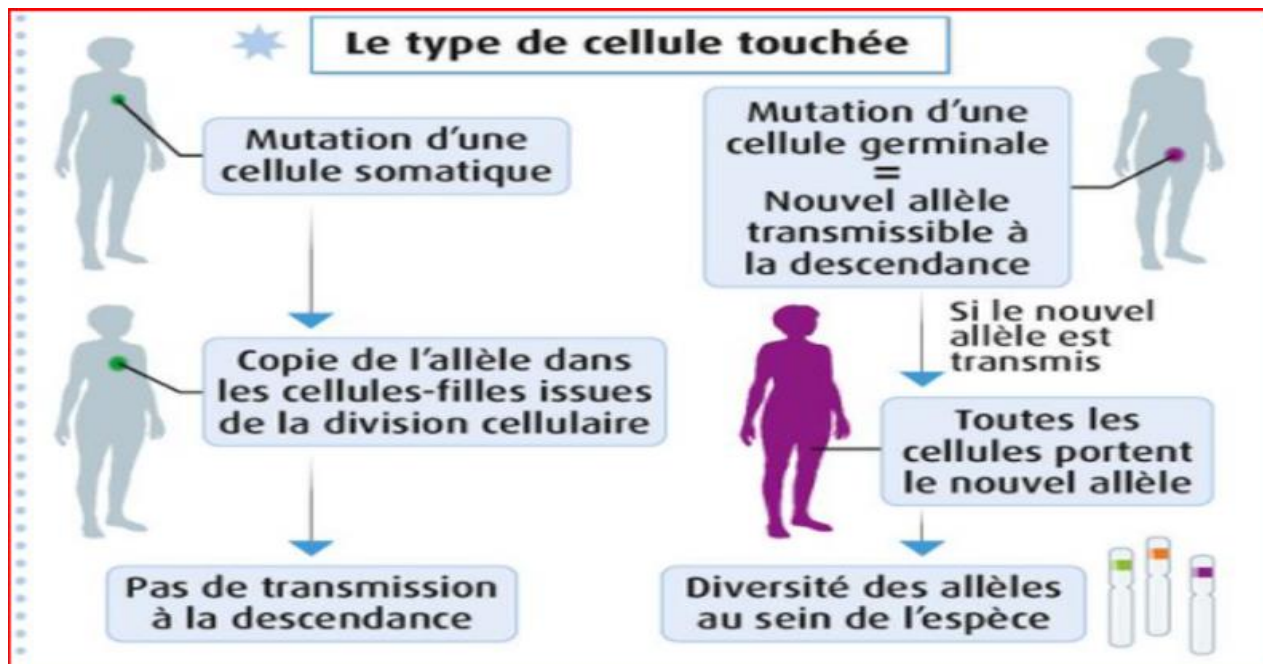 Le type de cellule touchée
Mutation d'une
cellule somatique
Copie de l'allèle dans
les cellules-filles issues
de la division cellulaire
Pas de transmission
à la descendance
Mutation d'une
cellule germinale
=
Nouvel allèle
transmissible à
la descendance
Si le nouvel
allèle est
transmis
Toutes les
cellules portent
le nouvel allèle
Diversité des allèles
au sein de l'espèce